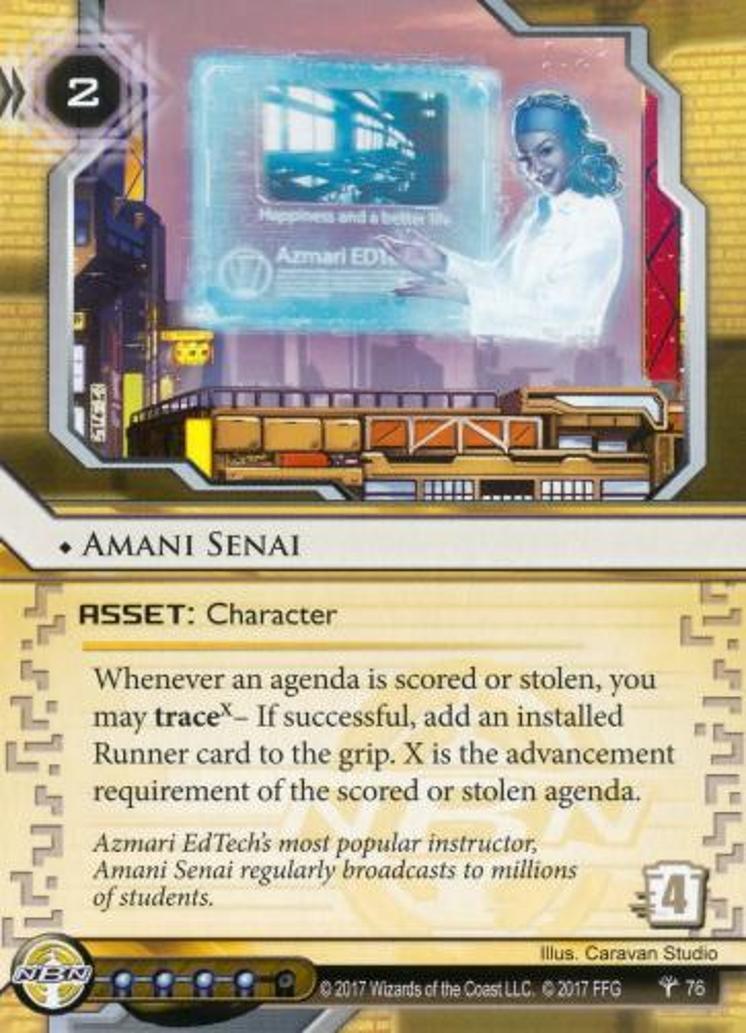 2
Happiness and a better life
Azmari
◆ AMANI SENAI
ASSET: Character
Whenever an agenda is scored or stolen, you
may traceˣ– If successful, add an installed
Runner card to the grip. X is the advancement
requirement of the scored or stolen agenda.
Azmari EdTech's most popular instructor,
Amani Senai regularly broadcasts to millions
of students.
4
Illus. Caravan Studio
NBN
© 2017 Wizards of the Coast LLC. © 2017 FFG 76